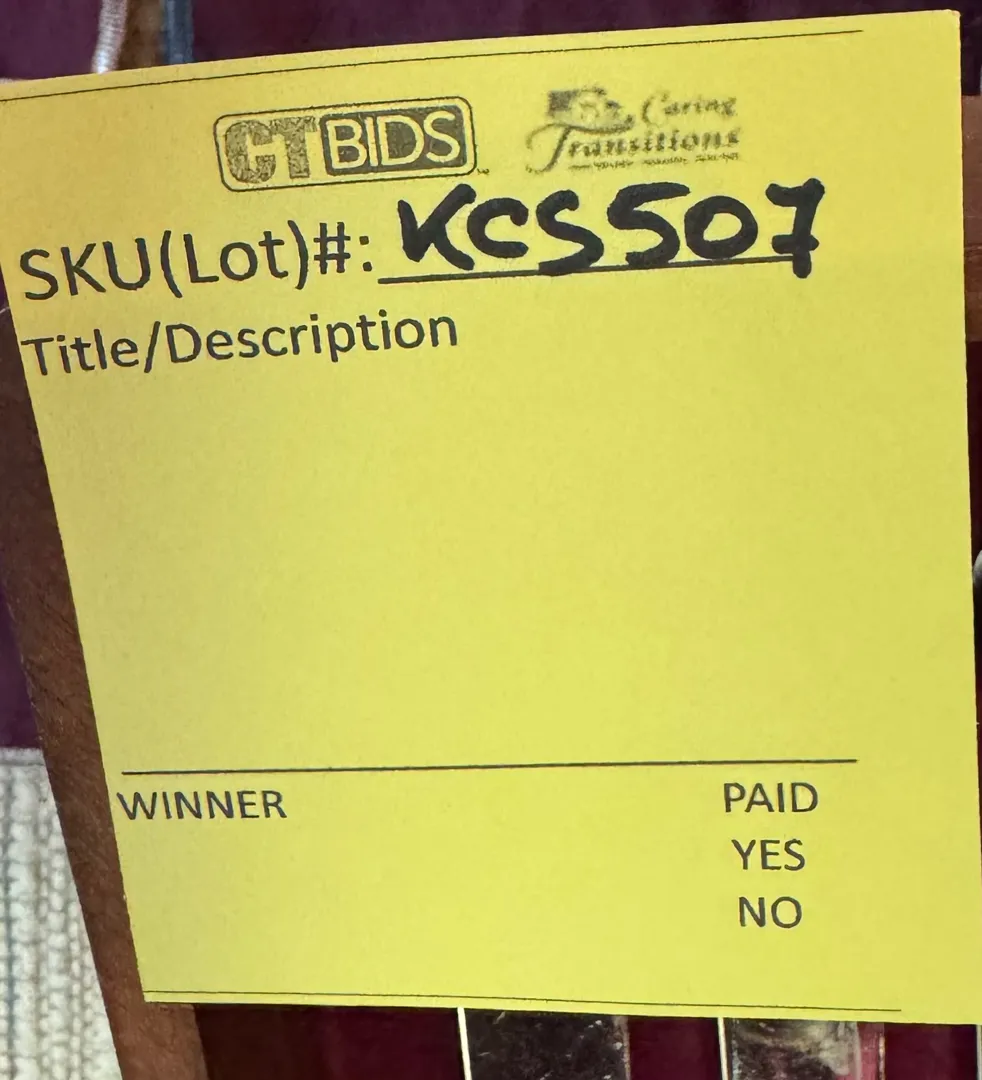 CTBIDS
Caring
Transitions
SKU(Lot)#: KCS507
Title/Description
WINNER
PAID
YES
NO